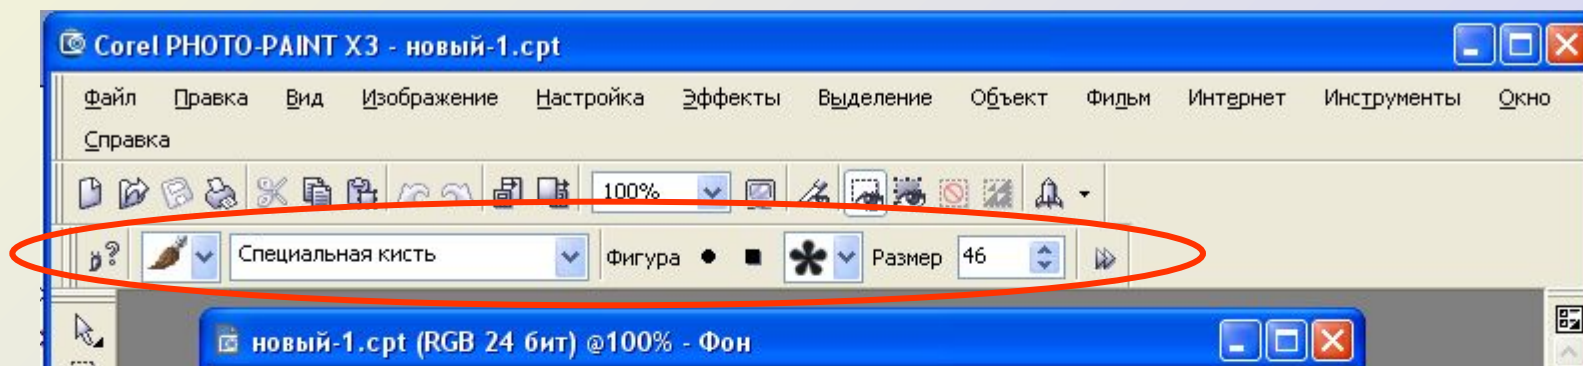 Corel PHOTO-PAINT X3 - новый-1.cpt
Файл Правка Вид Изображение Настройка Эффекты Выделение Объект Фильм Интернет Инструменты Окно
Справка
100%
Специальная кисть Фигура Размер 46
новый-1.cpt (RGB 24 бит) @100% - Фон